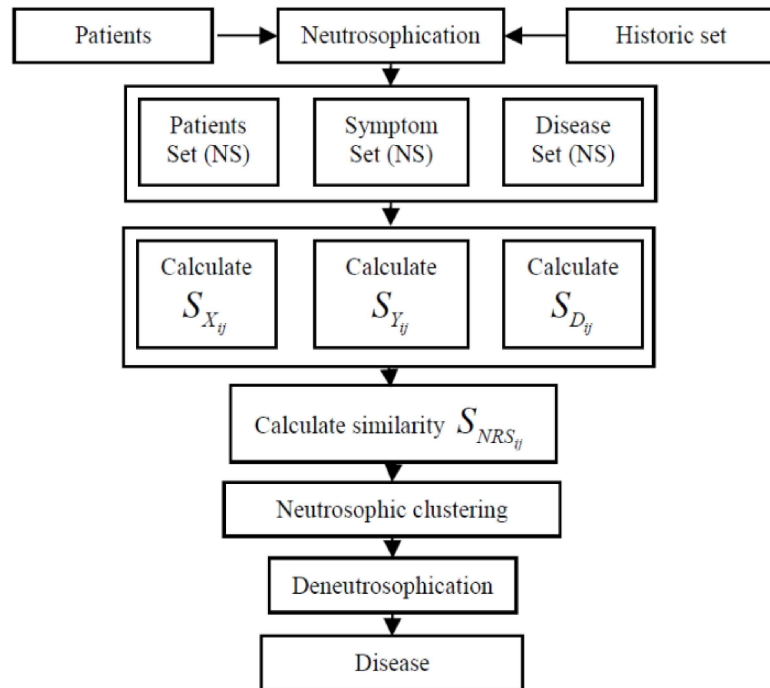 Patients
Neutrosophication
Historic set
Patients
Set (NS)
Symptom
Set (NS)
Disease
Set (NS)
Calculate
S_{X_{ij}}
Calculate
S_{Y_{ij}}
Calculate
S_{D_{ij}}
Calculate similarity S_{NRS_{ij}}
Neutrosophic clustering
Deneutrosophication
Disease